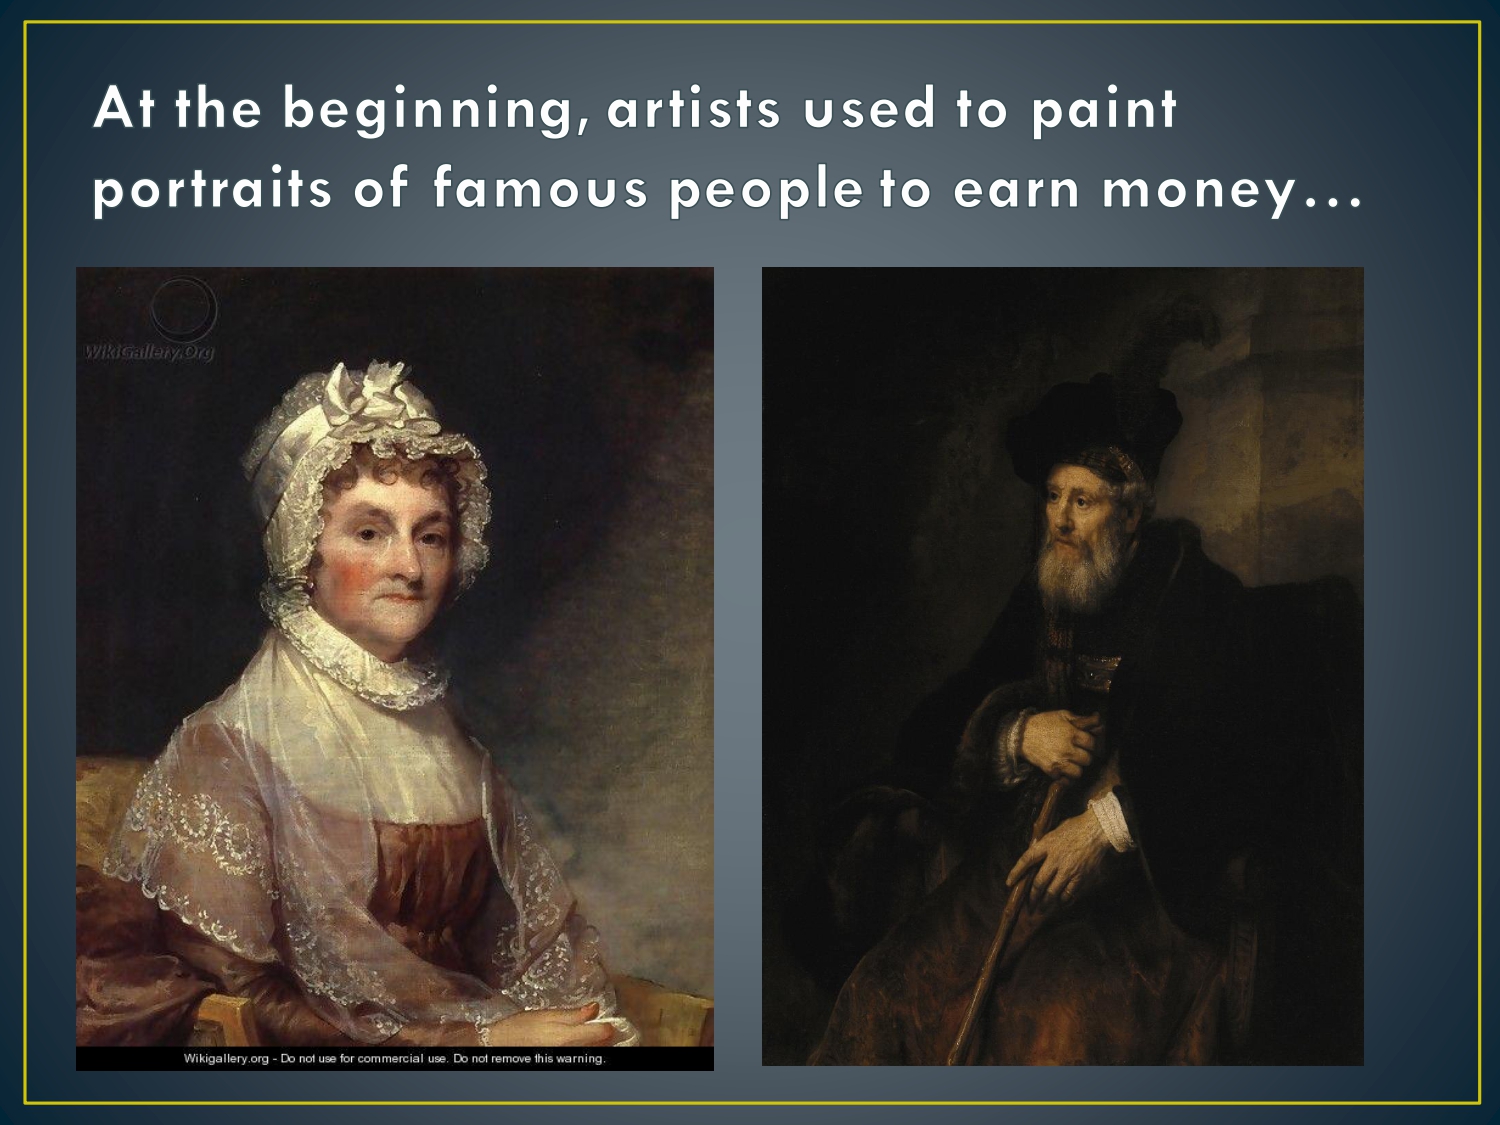 At the beginning, artists used to paint
portraits of famous people to earn money...
WikiGallery.Org
Wikigallery.org - Do not use for commercial use. Do not remove this warning.